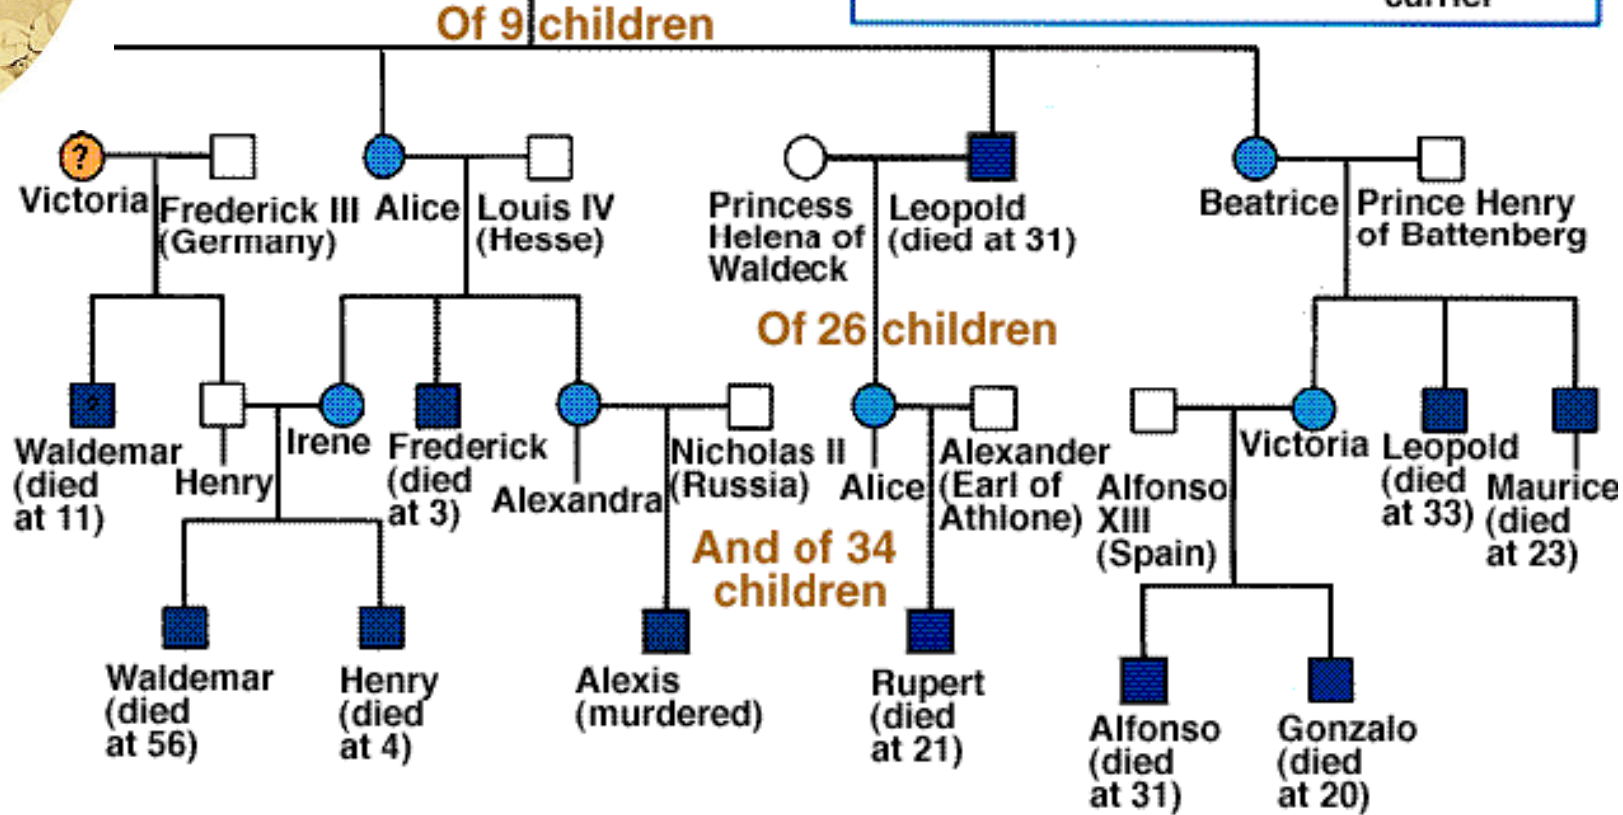 carrier
Of 9 children
?
Victoria
Frederick III
(Germany)
Alice
Louis IV
(Hesse)
Princess
Helena of
Waldeck
Leopold
(died at 31)
Beatrice
Prince Henry
of Battenberg
Of 26 children
?
Waldemar
(died
at 11)
Henry
Irene
Frederick
(died
at 3)
Alexandra
Nicholas II
(Russia)
Alice
Alexander
(Earl of
Athlone)
Alfonso
XIII
(Spain)
Victoria
Leopold
(died
at 33)
Maurice
(died
at 23)
And of 34
children
Waldemar
(died
at 56)
Henry
(died
at 4)
Alexis
(murdered)
Rupert
(died
at 21)
Alfonso
(died
at 31)
Gonzalo
(died
at 20)